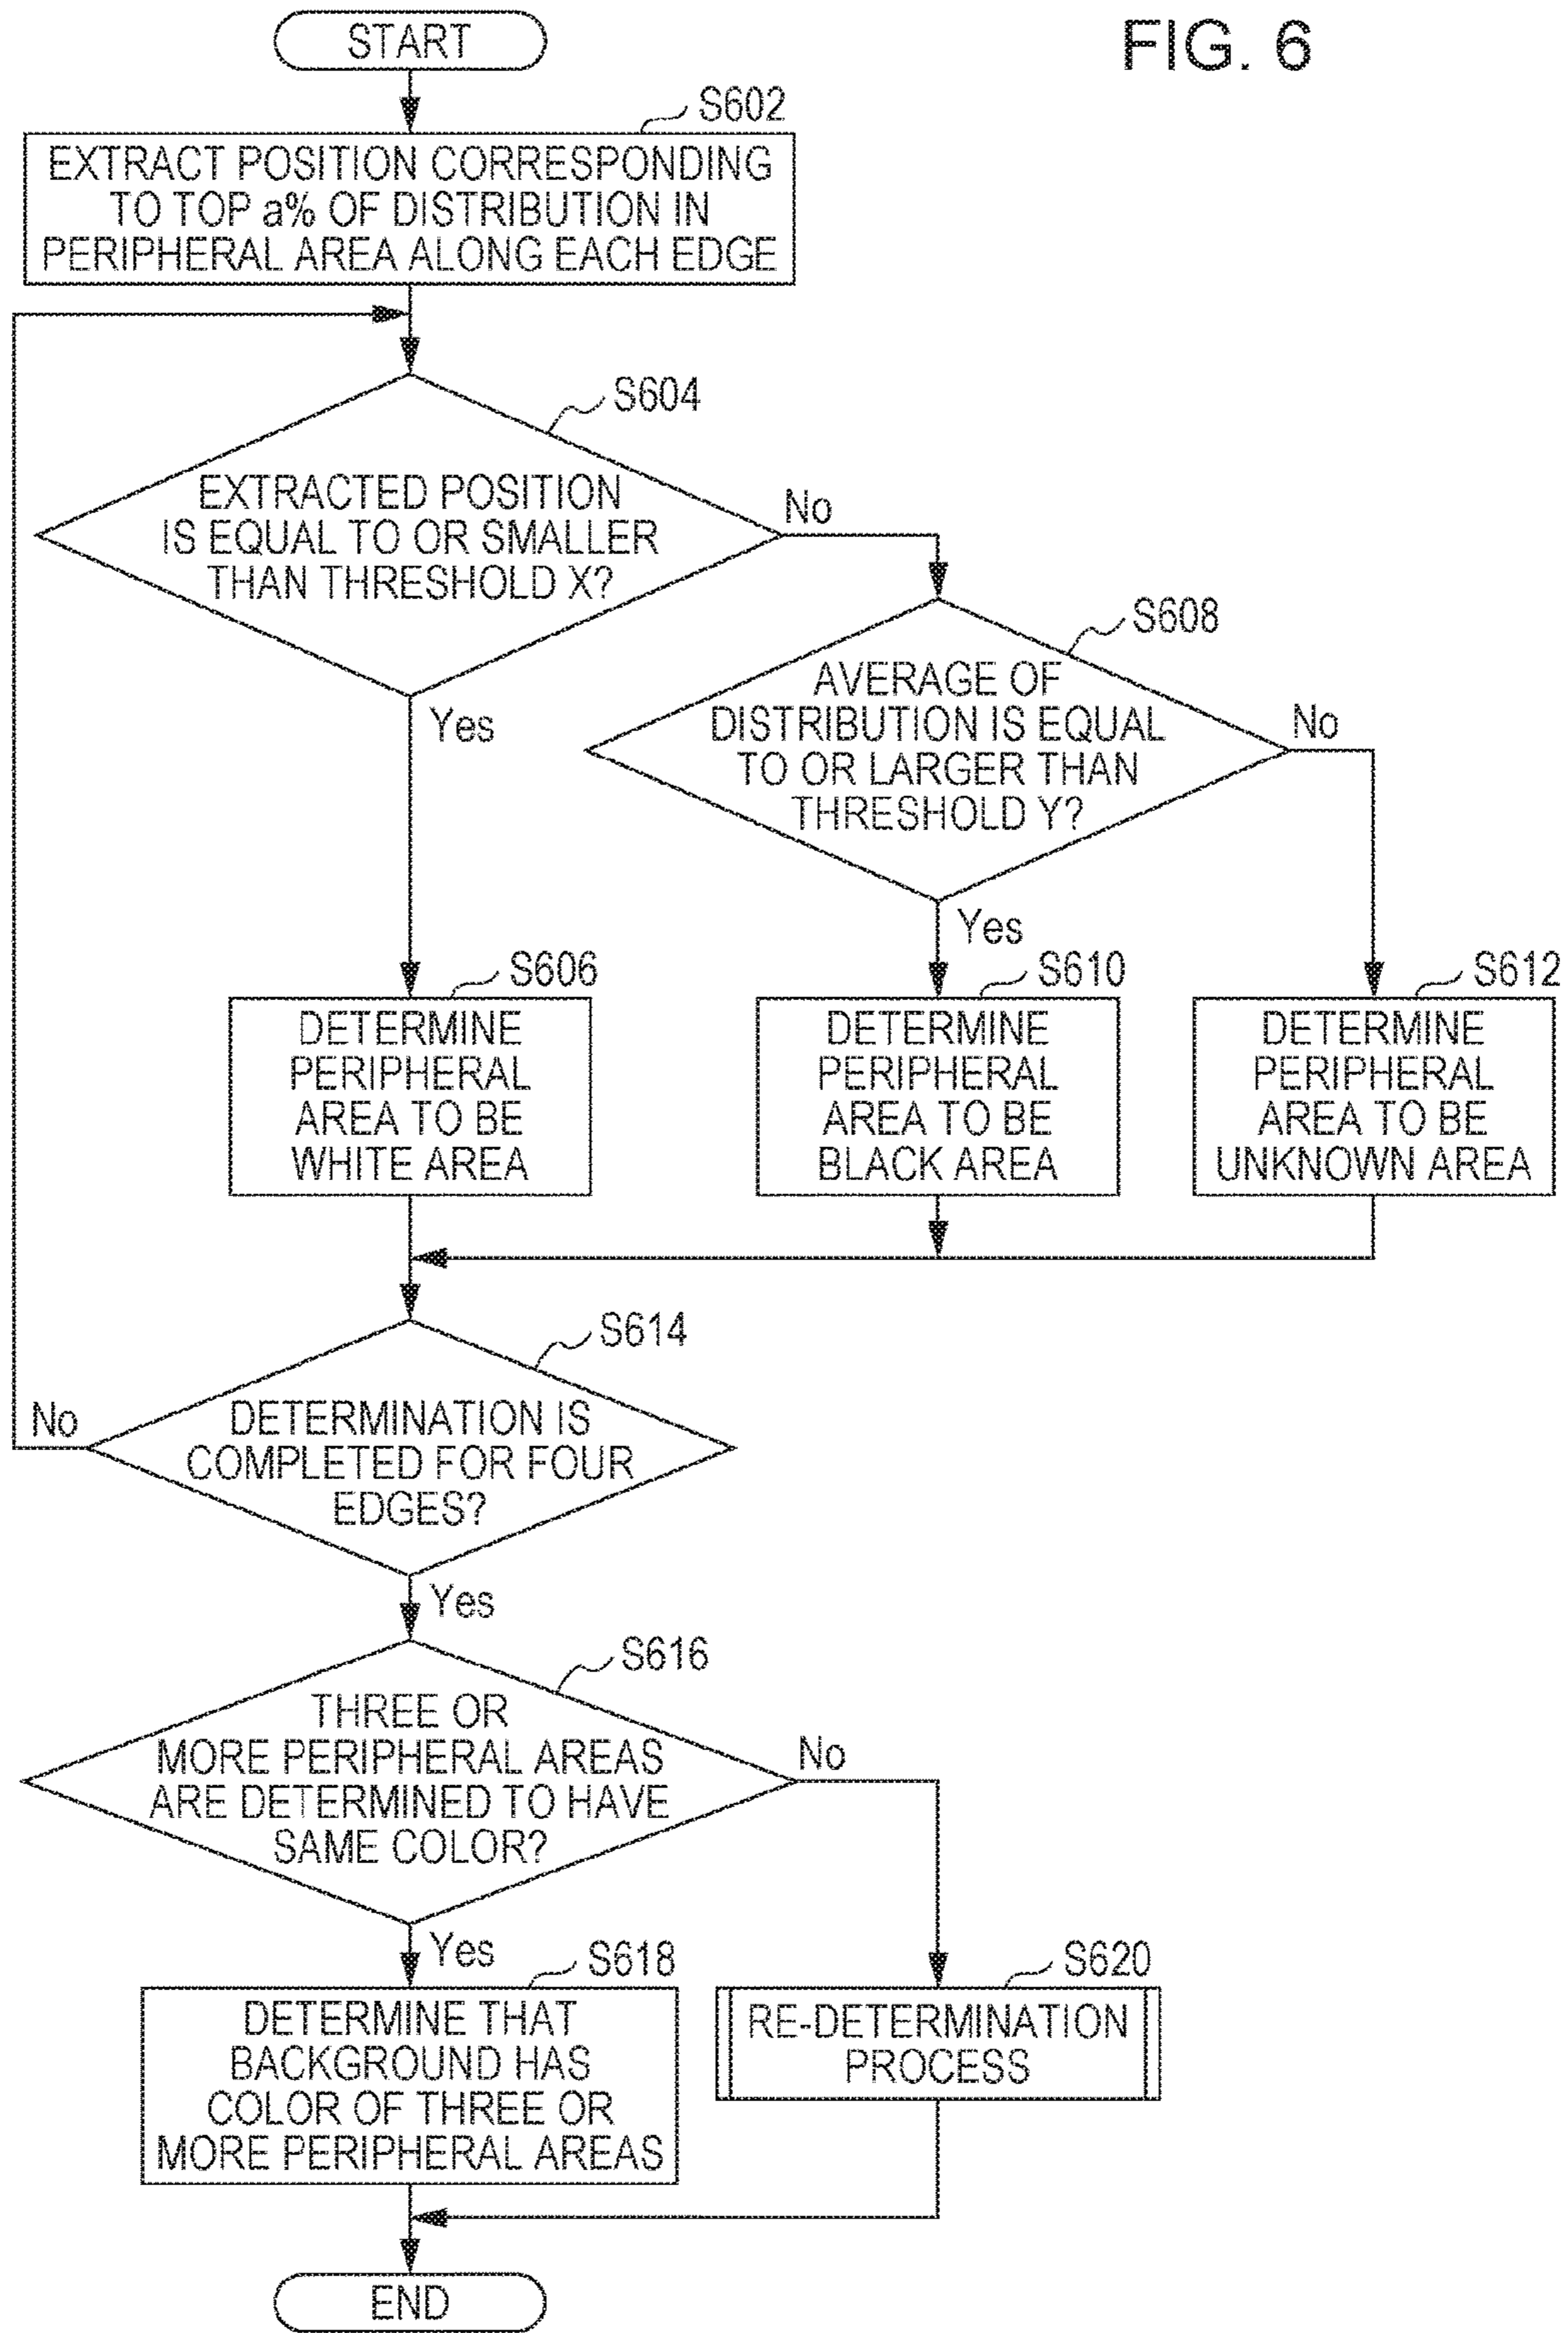 FIG. 6
START
S602
EXTRACT POSITION CORRESPONDING
TO TOP a% OF DISTRIBUTION IN
PERIPHERAL AREA ALONG EACH EDGE
S604
EXTRACTED POSITION
IS EQUAL TO OR SMALLER
THAN THRESHOLD X?
No
Yes
S608
AVERAGE OF
DISTRIBUTION IS EQUAL
TO OR LARGER THAN
THRESHOLD Y?
No
Yes
S606
DETERMINE
PERIPHERAL
AREA TO BE
WHITE AREA
S610
DETERMINE
PERIPHERAL
AREA TO BE
BLACK AREA
S612
DETERMINE
PERIPHERAL
AREA TO BE
UNKNOWN AREA
S614
DETERMINATION IS
COMPLETED FOR FOUR
EDGES?
No
Yes
S616
THREE OR
MORE PERIPHERAL AREAS
ARE DETERMINED TO HAVE
SAME COLOR?
No
Yes
S618
DETERMINE THAT
BACKGROUND HAS
COLOR OF THREE OR
MORE PERIPHERAL AREAS
S620
RE-DETERMINATION
PROCESS
END